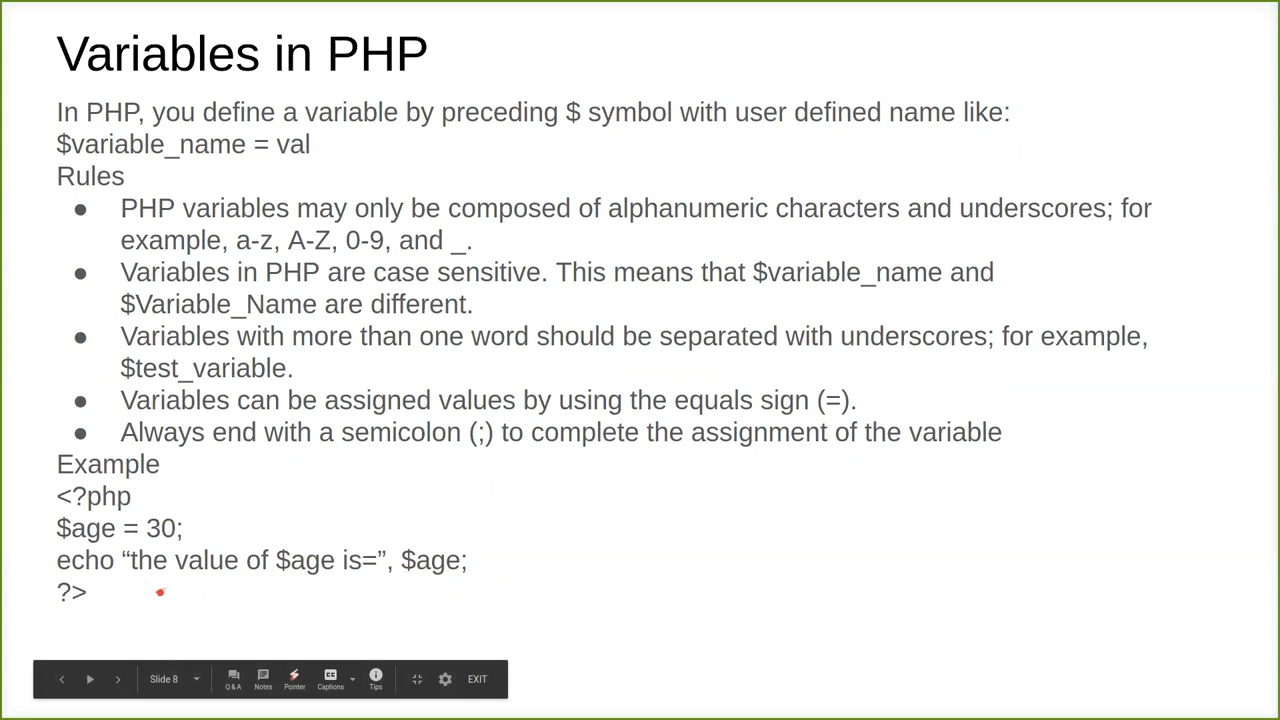 Variables in PHP
In PHP, you define a variable by preceding $ symbol with user defined name like:
$variable_name = val
Rules
● PHP variables may only be composed of alphanumeric characters and underscores; for
example, a-z, A-Z, 0-9, and _.
● Variables in PHP are case sensitive. This means that $variable_name and
$Variable_Name are different.
● Variables with more than one word should be separated with underscores; for example,
$test_variable.
● Variables can be assigned values by using the equals sign (=).
● Always end with a semicolon (;) to complete the assignment of the variable
Example
<?php
$age = 30;
echo “the value of $age is=”, $age;
?>
Slide 8 Q&A Notes Pointer CC Captions Tips EXIT